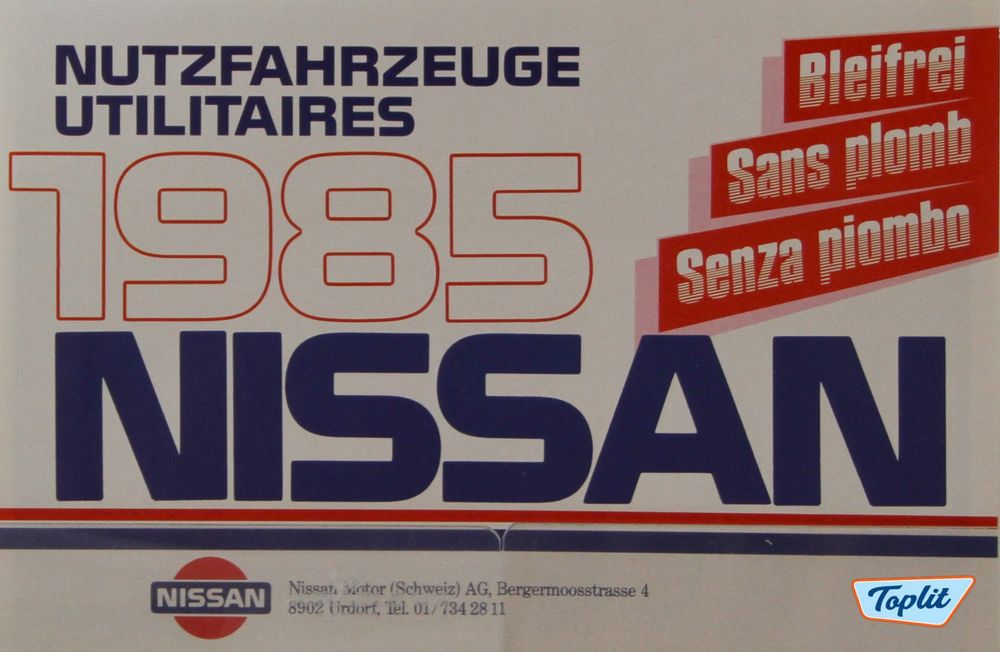 NUTZFAHRZEUGE
UTILITAIRES
1985
NISSAN
Bleifrei
Sans plomb
Senza piombo
NISSAN
Nissan Motor (Schweiz) AG, Bergermoosstrasse 4
8902 Urdorf, Tel. 01/734 28 11
Toplit